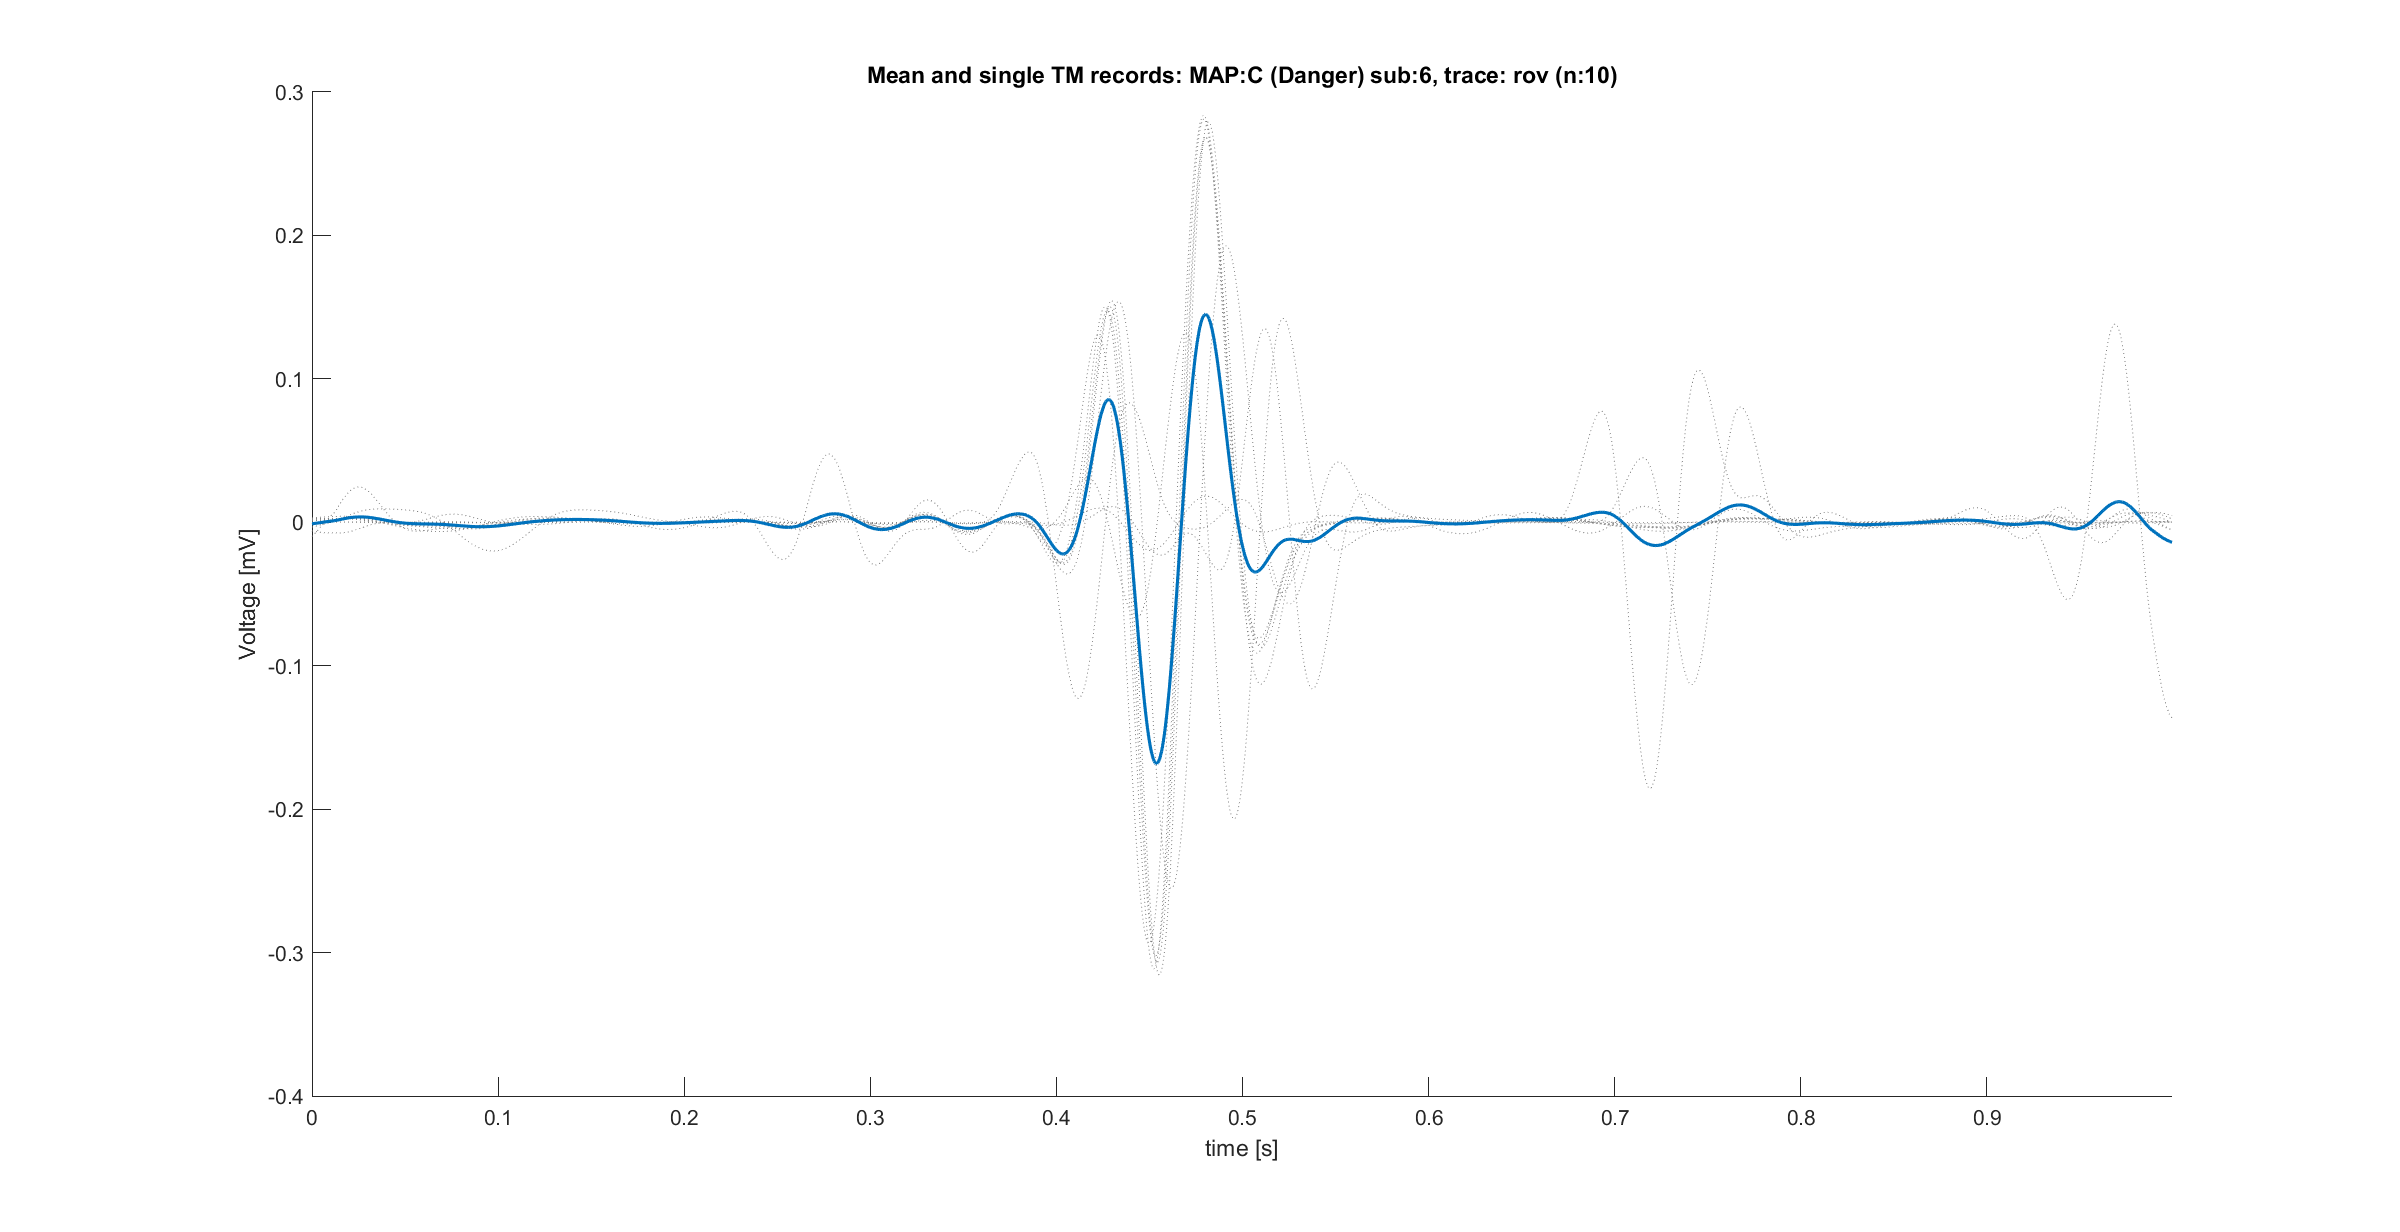 Mean and single TM records: MAP:C (Danger) sub:6, trace: rov (n:10)
0.3
0.2
0.1
0
-0.1
-0.2
-0.3
-0.4
Voltage [mV]
0 0.1 0.2 0.3 0.4 0.5 0.6 0.7 0.8 0.9
time [s]